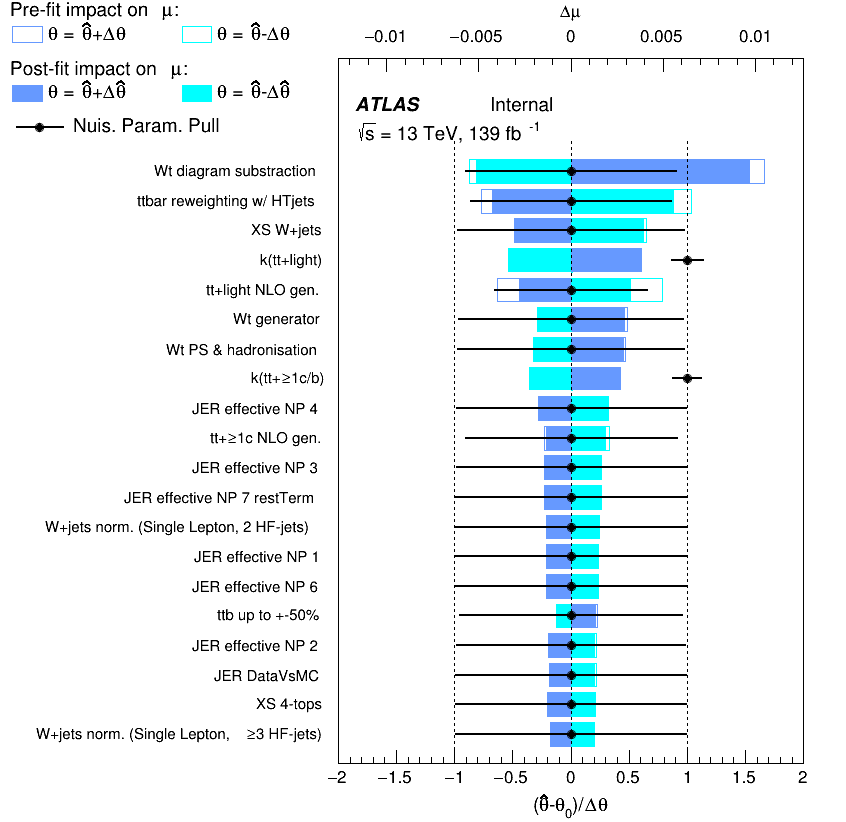 Pre-fit impact on μ:
θ = θ̂+Δθ θ = θ̂-Δθ
Post-fit impact on μ:
θ = θ̂+Δθ̂ θ = θ̂-Δθ̂
Nuis. Param. Pull
Δμ
−0.01 −0.005 0 0.005 0.01
ATLAS Internal
√s = 13 TeV, 139 fb⁻¹
Wt diagram substraction
ttbar reweighting w/ HTjets
XS W+jets
k(tt+light)
tt+light NLO gen.
Wt generator
Wt PS & hadronisation
k(tt+≥1c/b)
JER effective NP 4
tt+≥1c NLO gen.
JER effective NP 3
JER effective NP 7 restTerm
W+jets norm. (Single Lepton, 2 HF-jets)
JER effective NP 1
JER effective NP 6
ttb up to +-50%
JER effective NP 2
JER DataVsMC
XS 4-tops
W+jets norm. (Single Lepton, ≥3 HF-jets)
−2 −1.5 −1 −0.5 0 0.5 1 1.5 2
(θ̂-θ₀)/Δθ